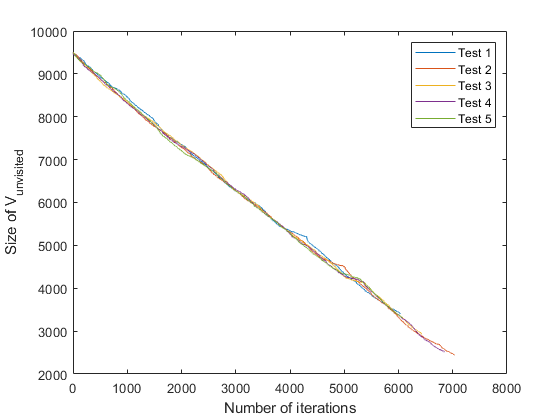 10000
9000
8000
7000
6000
5000
4000
3000
2000
Size of V_unvisited
0 1000 2000 3000 4000 5000 6000 7000 8000
Number of iterations
Test 1
Test 2
Test 3
Test 4
Test 5